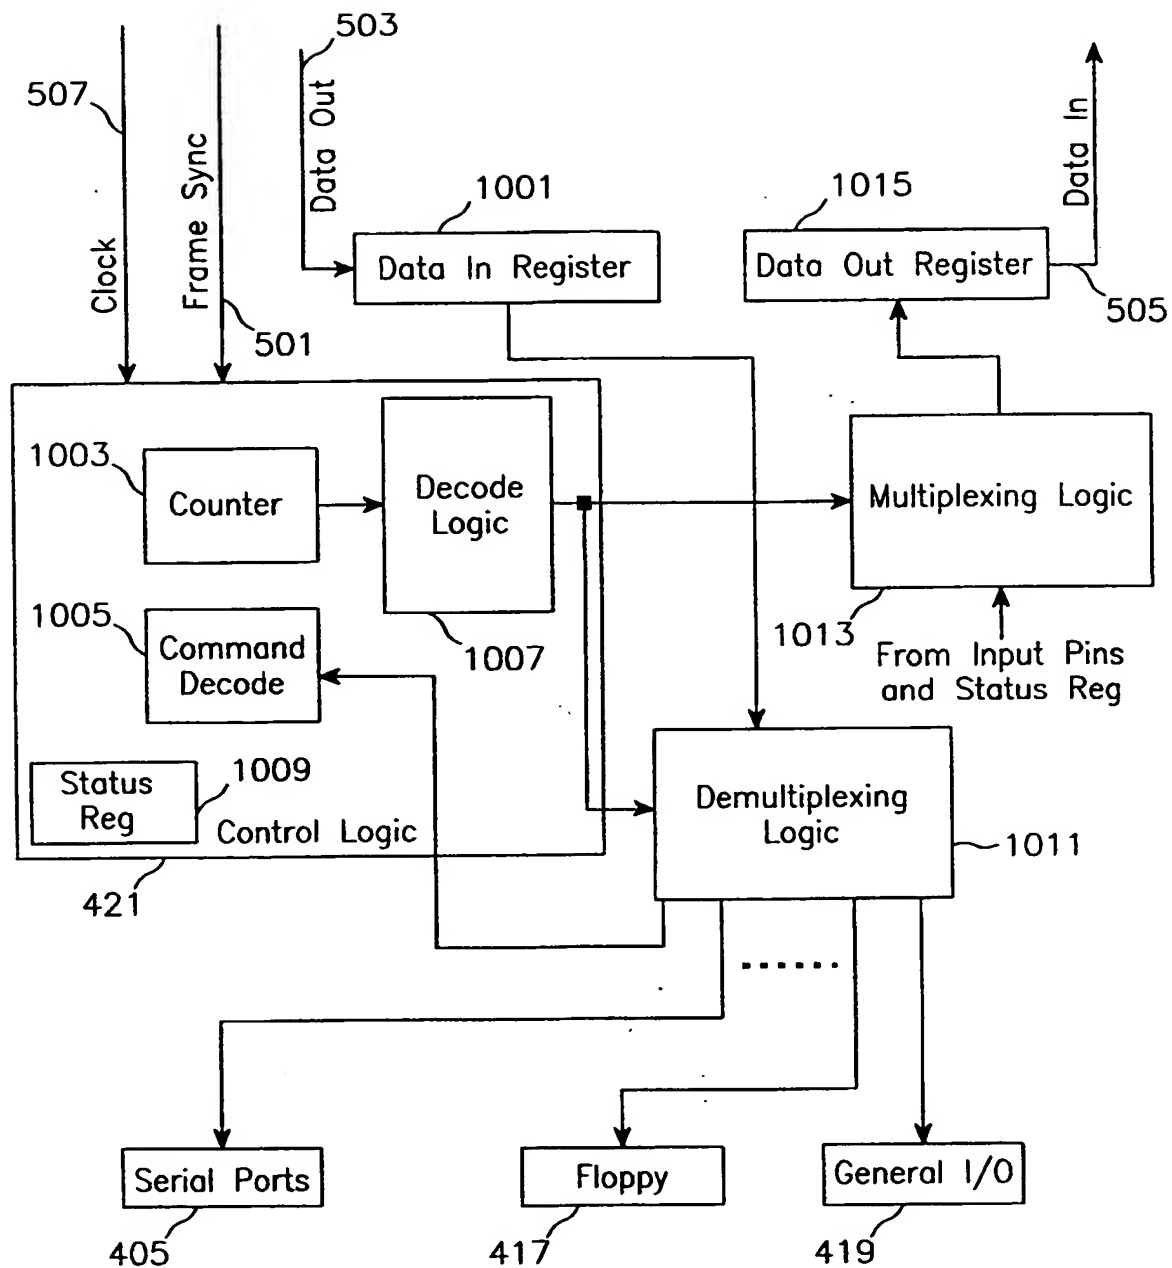 503
507
Data Out
Data In
Frame Sync
Clock
1001
1015
Data In Register
Data Out Register
505
501
1003
Counter
Decode
Logic
Multiplexing Logic
1005
Command
Decode
1007
1013
From Input Pins
and Status Reg
Status
Reg
1009
Control Logic
Demultiplexing
Logic
1011
421
Serial Ports
Floppy
General I/O
405
417
419